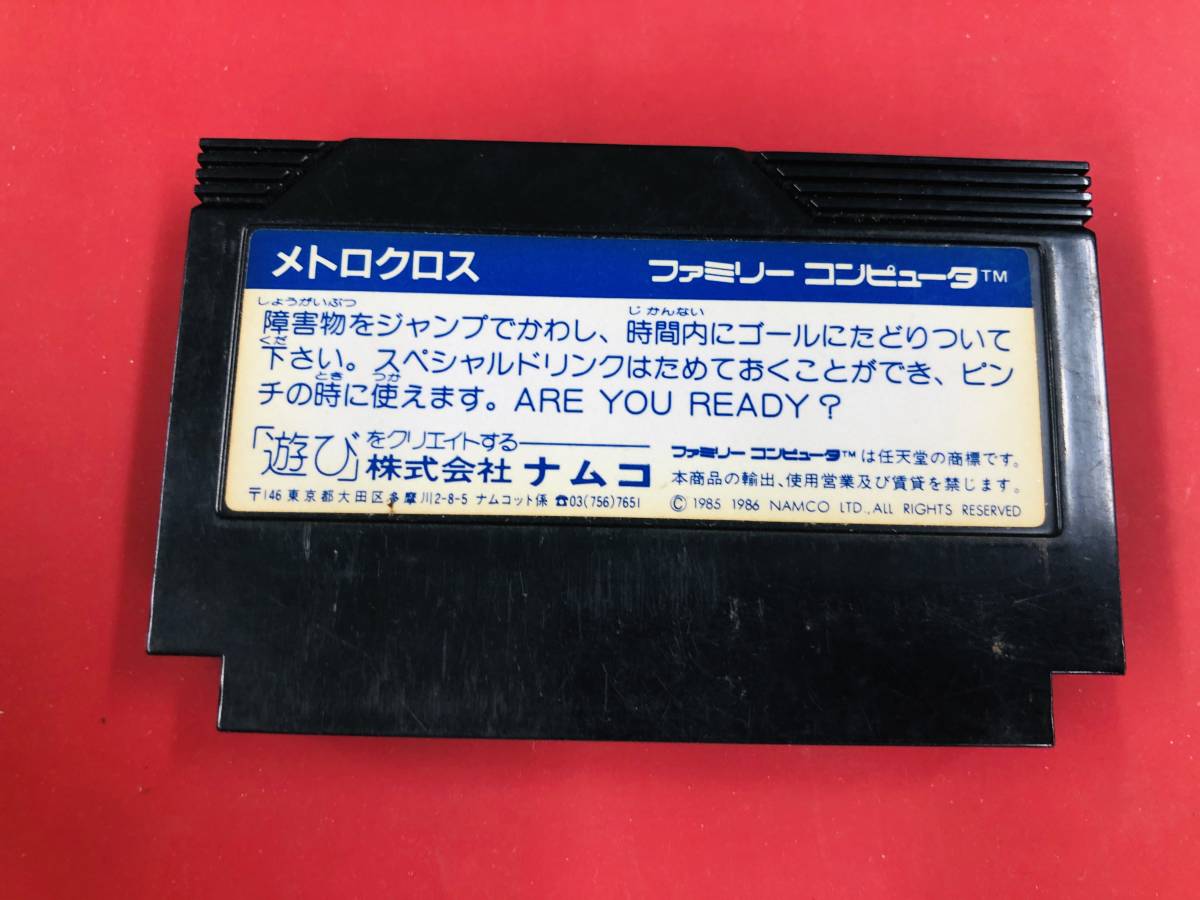 メトロクロス ファミリー コンピュータ™
しょうがいぶつ じかんない
障害物をジャンプでかわし、時間内にゴールにたどりついて
くだ
下さい。スペシャルドリンクはためておくことができ、ピン
とき つか
チの時に使えます。ARE YOU READY?
「遊び」をクリエイトする
株式会社 ナムコ
〒146 東京都大田区多摩川2-8-5 ナムコット係 ☎03(756)7651
ファミリー コンピュータ™は任天堂の商標です。
本商品の輸出、使用営業及び賃貸を禁じます。
© 1985 1986 NAMCO LTD., ALL RIGHTS RESERVED